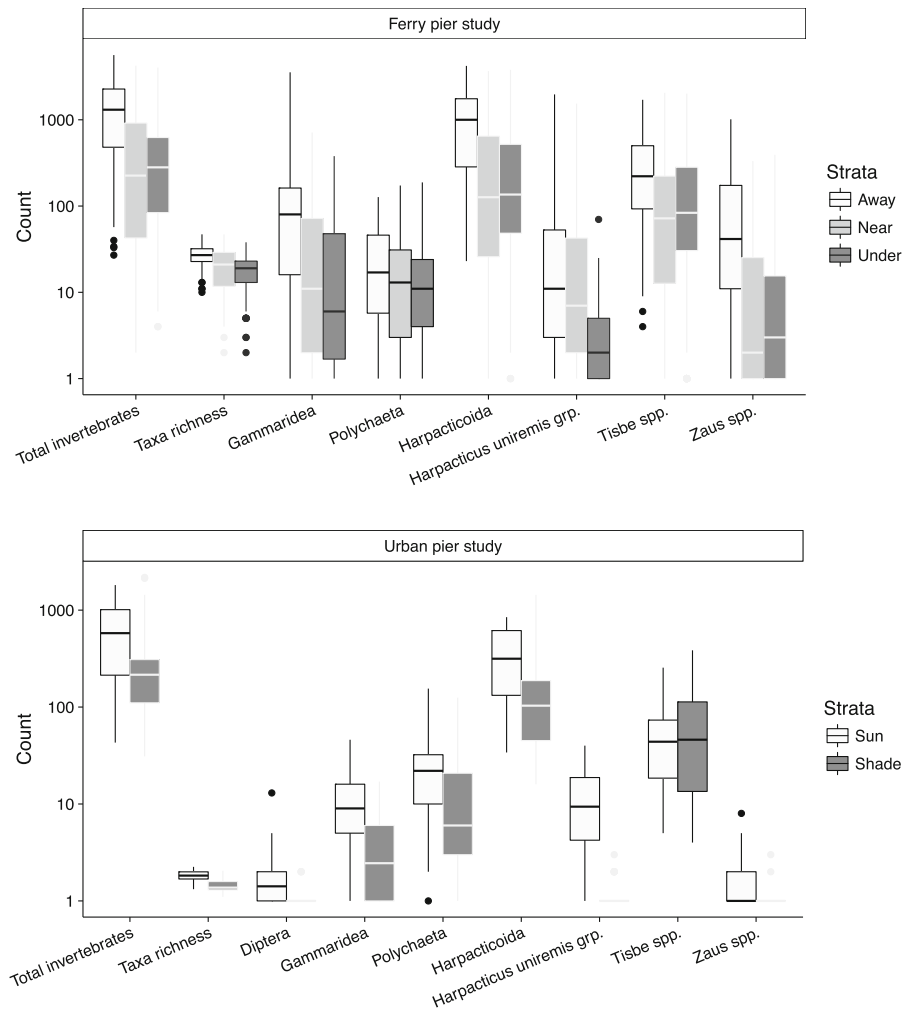 Ferry pier study
Count
1000
100
10
1
Total invertebrates
Taxa richness
Gammaridea
Polychaeta
Harpacticoida
Harpacticus uniremis grp.
Tisbe spp.
Zaus spp.
Strata
Away
Near
Under
Urban pier study
Count
1000
100
10
1
Total invertebrates
Taxa richness
Diptera
Gammaridea
Polychaeta
Harpacticoida
Harpacticus uniremis grp.
Tisbe spp.
Zaus spp.
Strata
Sun
Shade